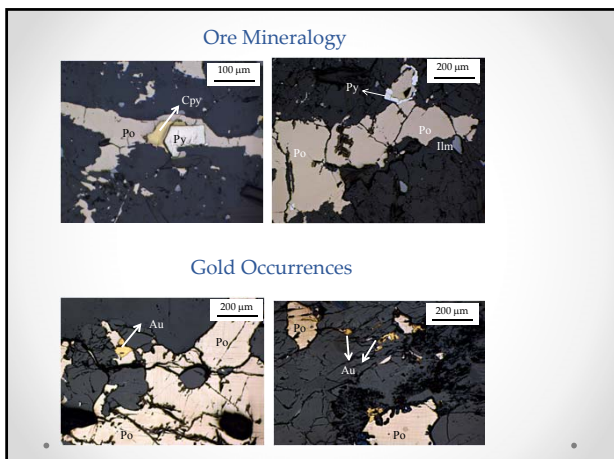 Ore Mineralogy
100 μm
Cpy
Po
Py
200 μm
Py
Po
Po
Ilm
Gold Occurrences
200 μm
Au
Po
Po
200 μm
Po
Au
Po